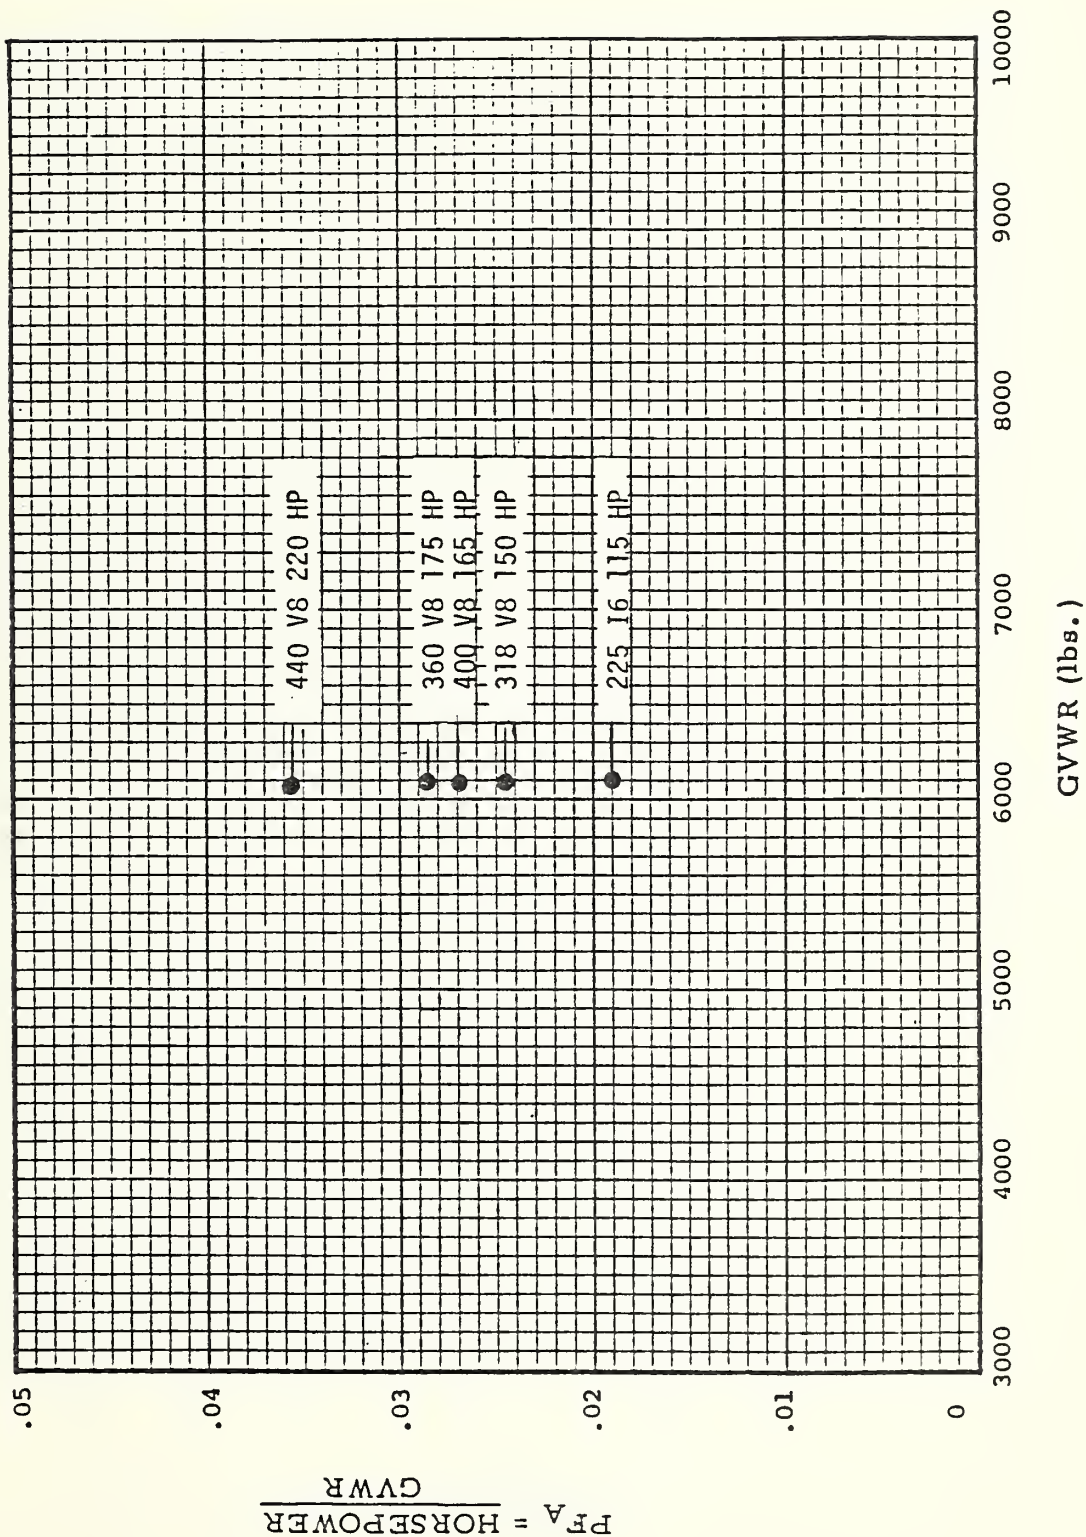 PF_A = HORSEPOWER
GVWR
.05
.04
.03
.02
.01
0
440 V8 220 HP
360 V8 175 HP
400 V8 165 HP
318 V8 150 HP
225 I6 115 HP
3000
4000
5000
6000
7000
8000
9000
10000
GVWR (lbs.)